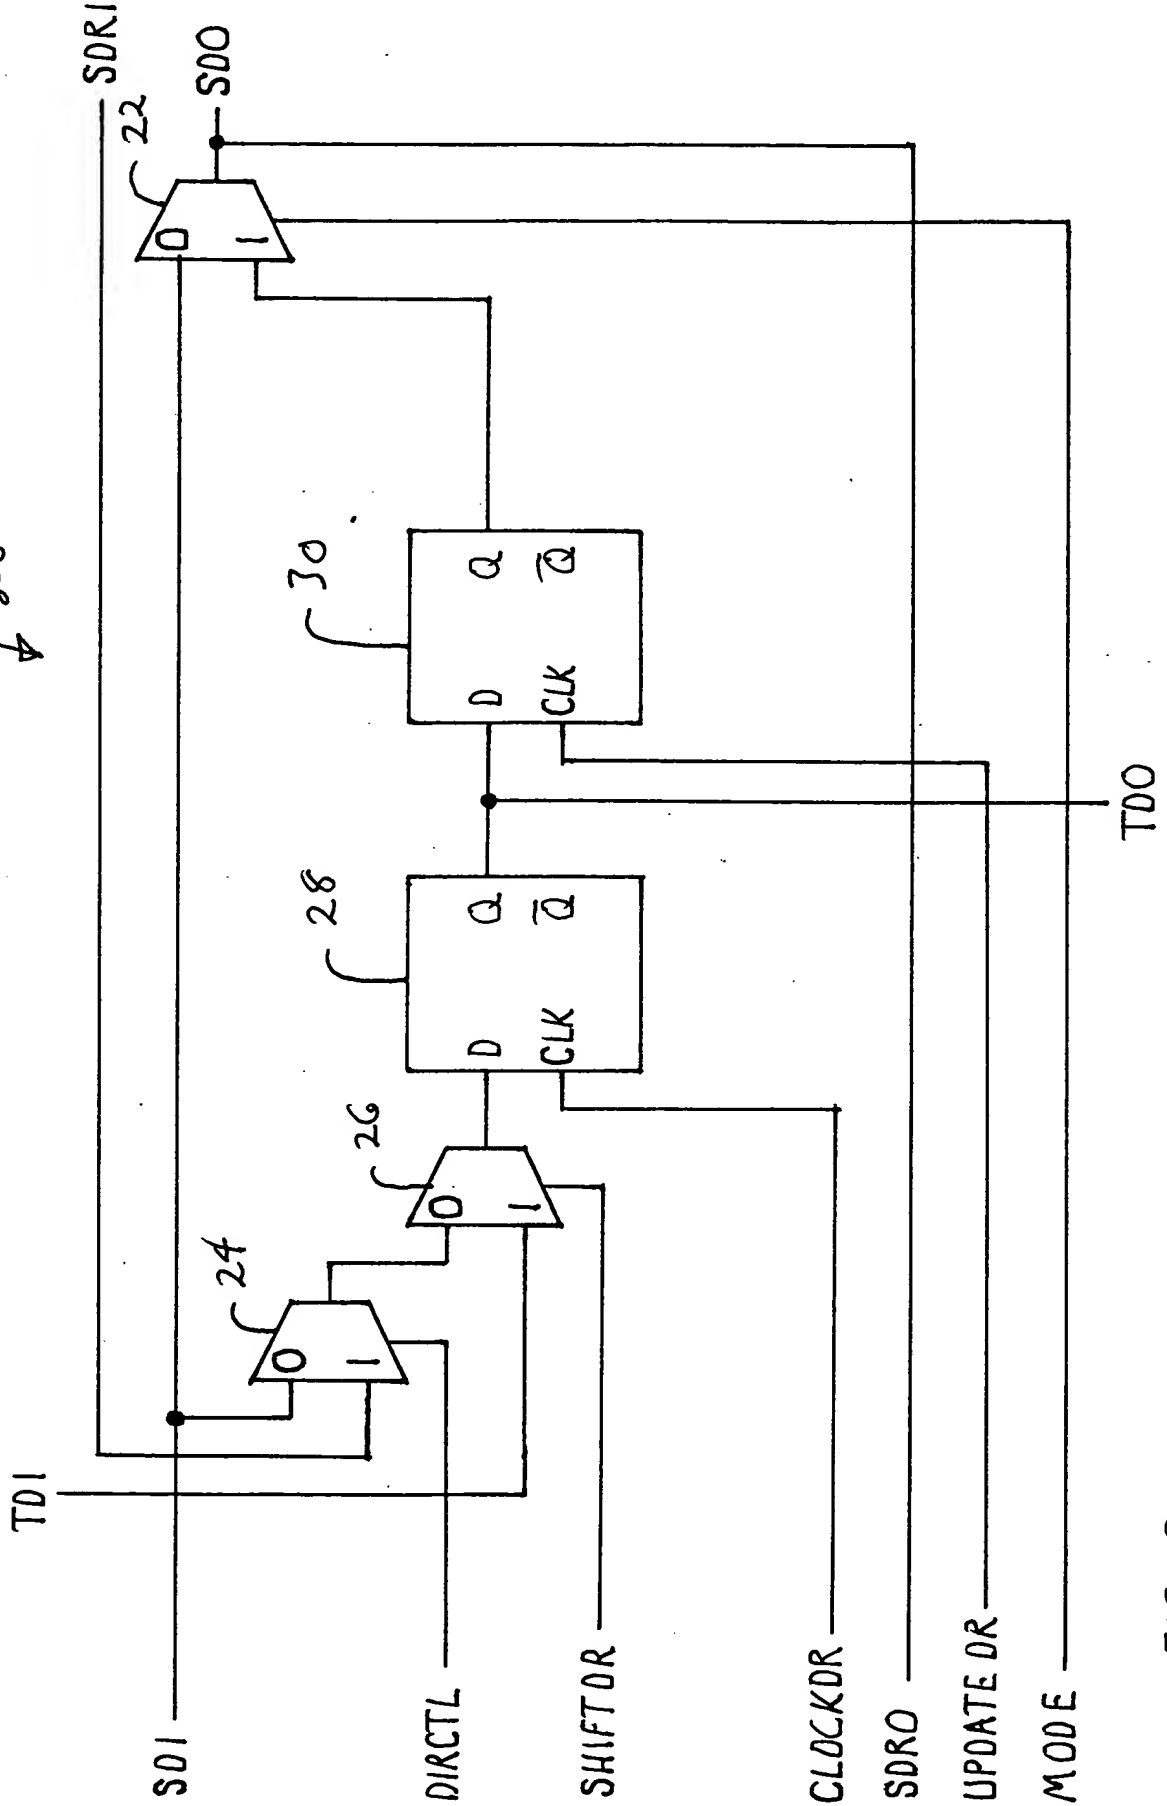 SDRI
SDO
22
0
1
30
D
Q
CLK
Q̅
28
D
Q
CLK
Q̅
26
0
1
24
0
1
TDI
SDI
DIRCTL
SHIFTDR
CLOCKDR
SDRO
UPDATE DR
MODE
TDO